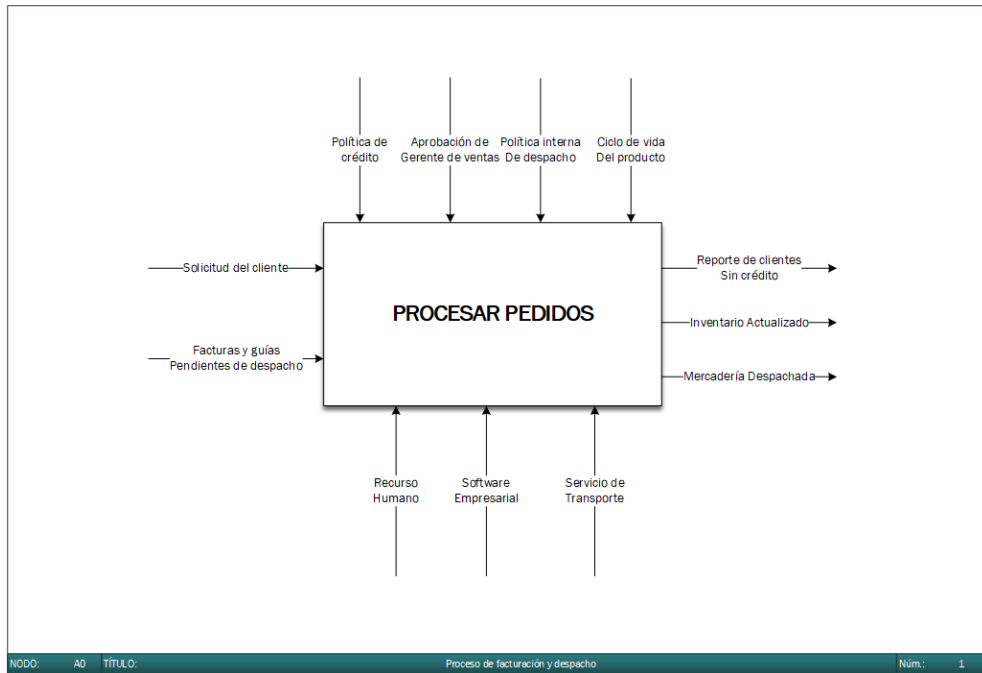 Política de
crédito
Aprobación de
Gerente de ventas
Política interna
De despacho
Ciclo de vida
Del producto
Solicitud del cliente
Facturas y guías
Pendientes de despacho
PROCESAR PEDIDOS
Reporte de clientes
Sin crédito
Inventario Actualizado
Mercadería Despachada
Recurso
Humano
Software
Empresarial
Servicio de
Transporte
NODO: A0 TÍTULO: Proceso de facturación y despacho Núm.: 1